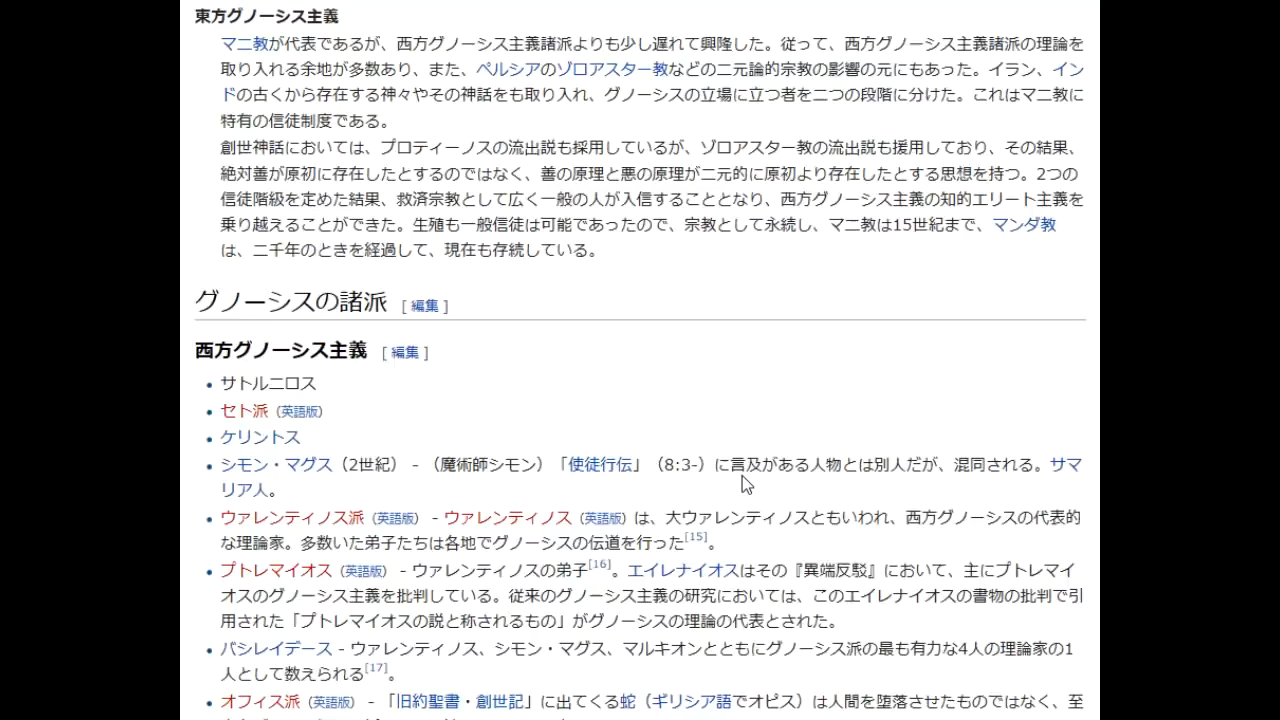 東方グノーシス主義
マニ教が代表であるが、西方グノーシス主義諸派よりも少し遅れて興隆した。従って、西方グノーシス主義諸派の理論を
取り入れる余地が多数あり、また、ペルシアのゾロアスター教などの二元論的宗教の影響の元にもあった。イラン、イン
ドの古くから存在する神々やその神話をも取り入れ、グノーシスの立場に立つ者を二つの段階に分けた。これはマニ教に
特有の信徒制度である。
創世神話においては、プロティーノスの流出説も採用しているが、ゾロアスター教の流出説も援用しており、その結果、
絶対善が原初に存在したとするのではなく、善の原理と悪の原理が二元的に原初より存在したとする思想を持つ。2つの
信徒階級を定めた結果、救済宗教として広く一般の人が入信することとなり、西方グノーシス主義の知的エリート主義を
乗り越えることができた。生殖も一般信徒は可能であったので、宗教として永続し、マニ教は15世紀まで、マンダ教
は、二千年のときを経過して、現在も存続している。
グノーシスの諸派 [ 編集 ]
西方グノーシス主義 [ 編集 ]
• サトルニロス
• セト派（英語版）
• ケリントス
• シモン・マグス（2世紀） - （魔術師シモン）「使徒行伝」（8:3-）に言及がある人物とは別人だが、混同される。サマ
リア人。
• ウァレンティノス派（英語版） - ウァレンティノス（英語版）は、大ウァレンティノスともいわれ、西方グノーシスの代表的
な理論家。多数いた弟子たちは各地でグノーシスの伝道を行った[15]。
• プトレマイオス（英語版） - ウァレンティノスの弟子[16]。エイレナイオスはその『異端反駁』において、主にプトレマイ
オスのグノーシス主義を批判している。従来のグノーシス主義の研究においては、このエイレナイオスの書物の批判で引
用された「プトレマイオスの説と称されるもの」がグノーシスの理論の代表とされた。
• バシレイデース - ウァレンティノス、シモン・マグス、マルキオンとともにグノーシス派の最も有力な4人の理論家の1
人として数えられる[17]。
• オフィス派（英語版） - 「旧約聖書・創世記」に出てくる蛇（ギリシア語でオピス）は人間を堕落させたものではなく、至